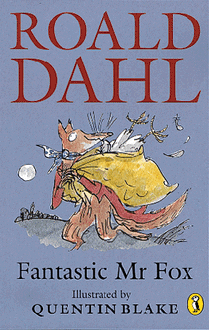 ROALD
DAHL
Fantastic Mr Fox
Illustrated by
QUENTIN BLAKE